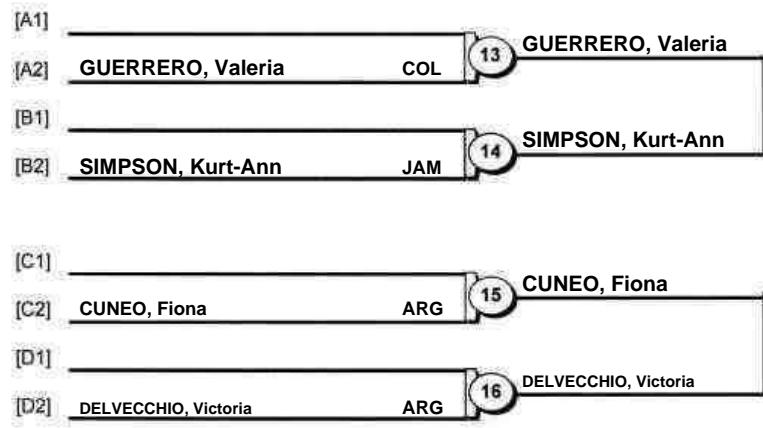 [A1]
13 GUERRERO, Valeria
[A2] GUERRERO, Valeria COL
[B1]
14 SIMPSON, Kurt-Ann
[B2] SIMPSON, Kurt-Ann JAM
[C1]
15 CUNEO, Fiona
[C2] CUNEO, Fiona ARG
[D1]
16 DELVECCHIO, Victoria
[D2] DELVECCHIO, Victoria ARG